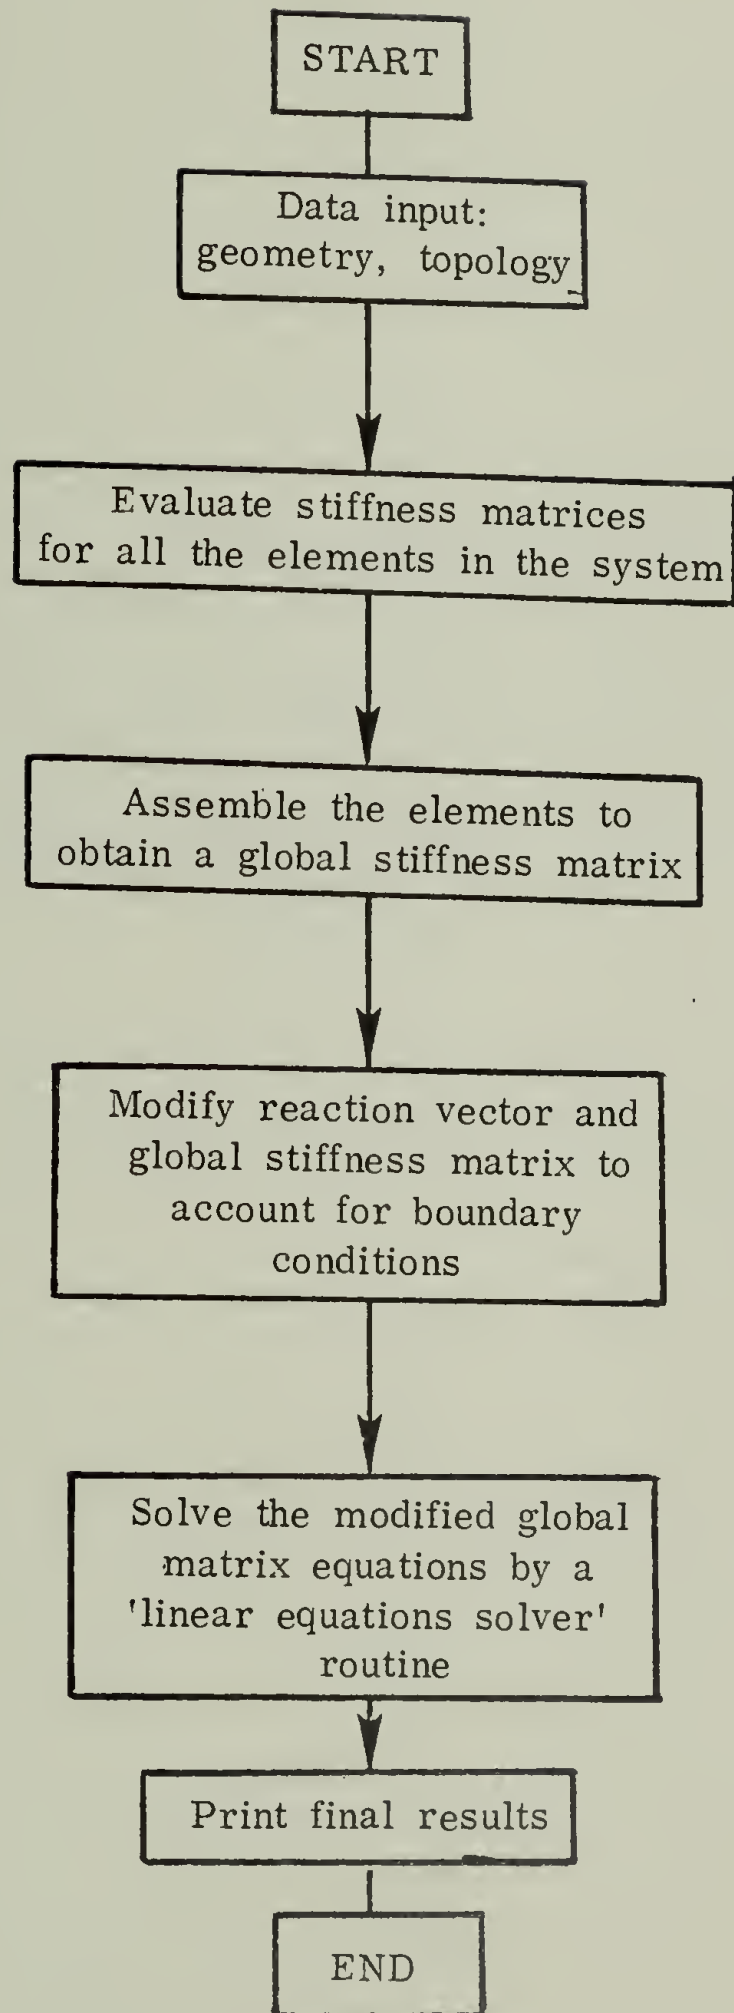 START
Data input:
geometry, topology
Evaluate stiffness matrices
for all the elements in the system
Assemble the elements to
obtain a global stiffness matrix
Modify reaction vector and
global stiffness matrix to
account for boundary
conditions
Solve the modified global
matrix equations by a
'linear equations solver'
routine
Print final results
END